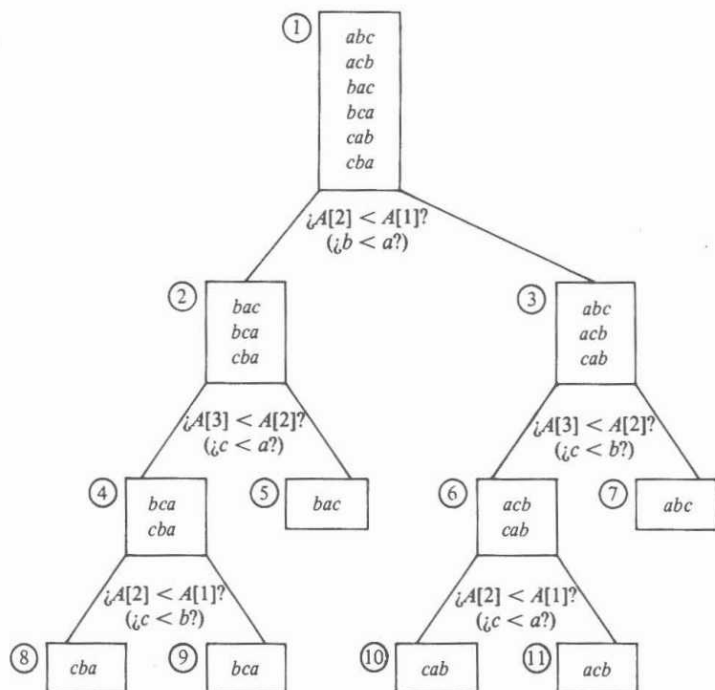 1
abc
acb
bac
bca
cab
cba
¿A[2] < A[1]?
(¿b < a?)
2
bac
bca
cba
3
abc
acb
cab
¿A[3] < A[2]?
(¿c < a?)
¿A[3] < A[2]?
(¿c < b?)
4
bca
cba
5
bac
6
acb
cab
7
abc
¿A[2] < A[1]?
(¿c < b?)
¿A[2] < A[1]?
(¿c < a?)
8
cba
9
bca
10
cab
11
acb